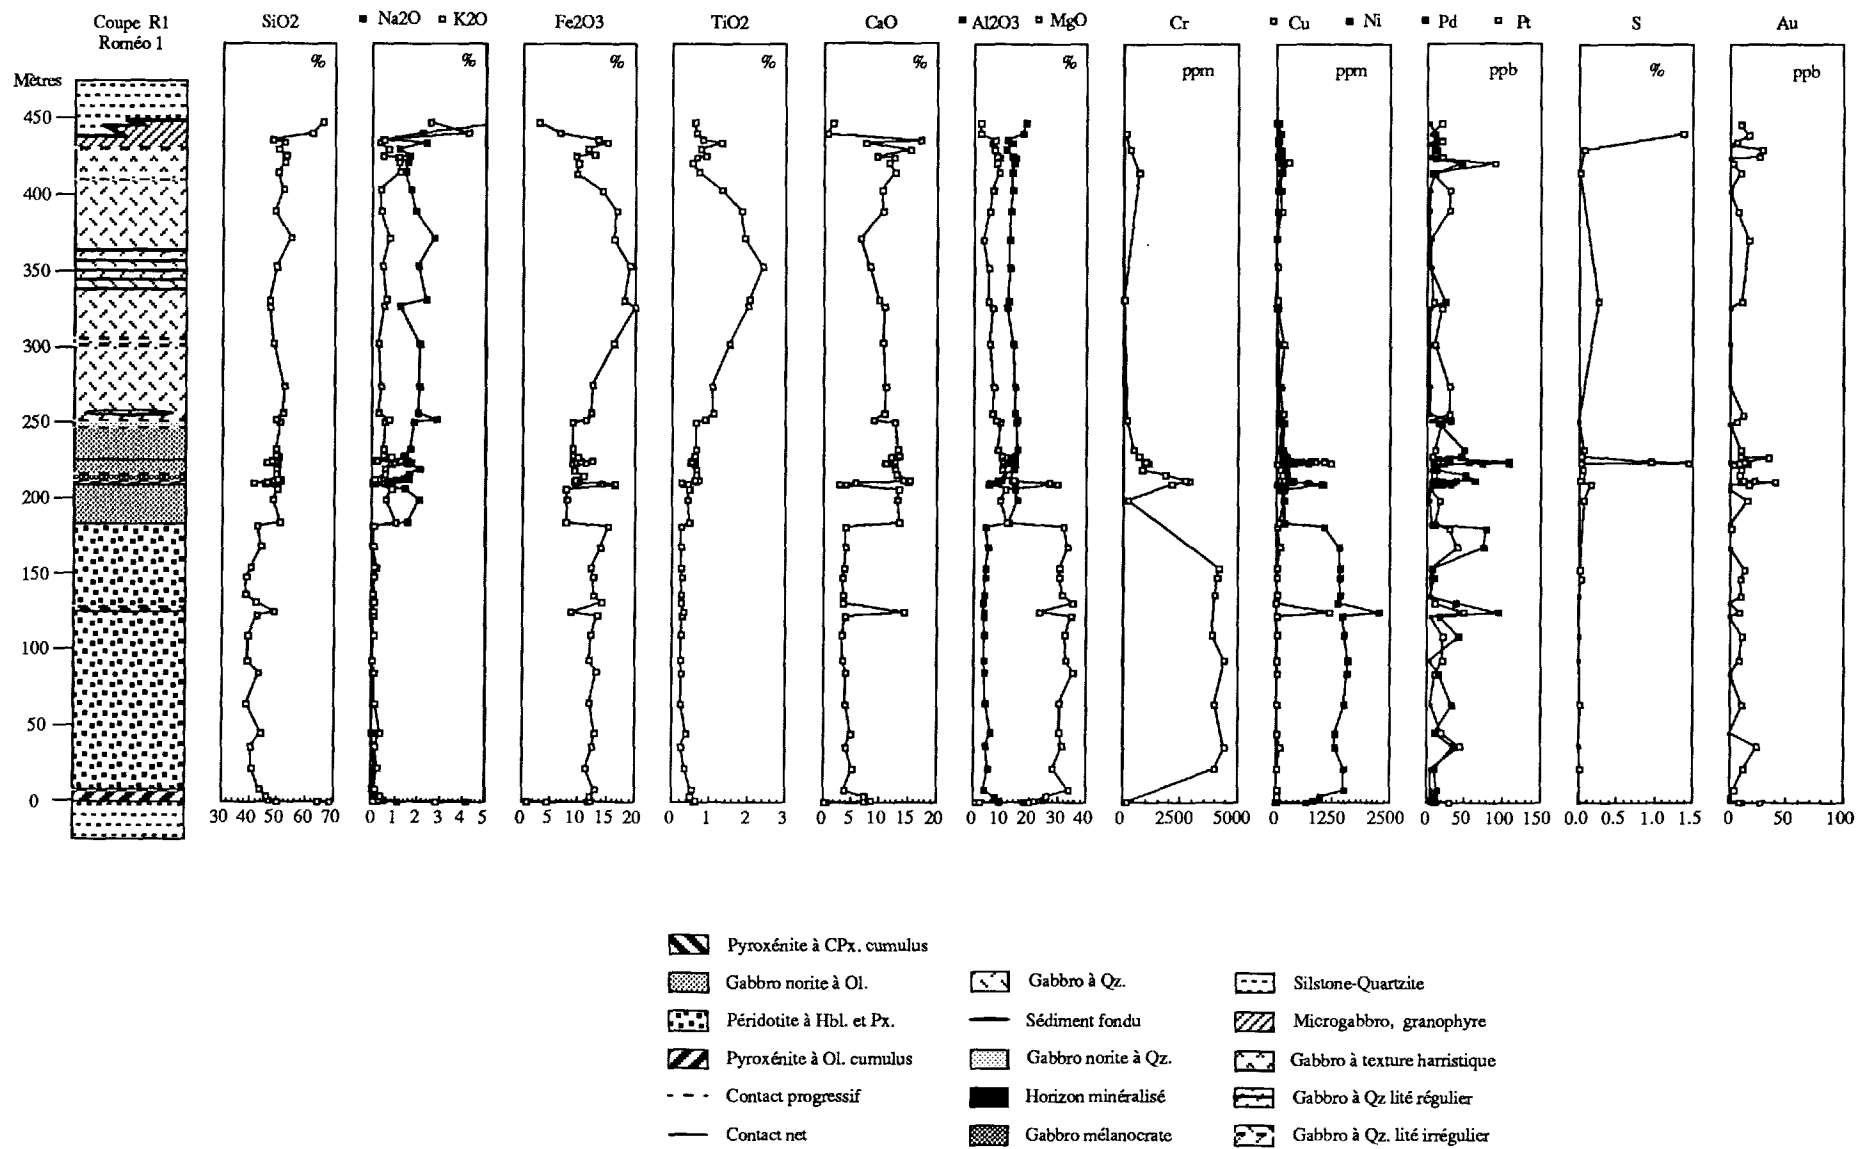 Coupe R1
Roméo 1
SiO2
Na2O K2O
Fe2O3
TiO2
CaO
Al2O3 MgO
Cr
Cu Ni
Pd Pt
S
Au
Mètres
% % % % % ppm ppm ppb % ppb
450
400
350
300
250
200
150
100
50
0
30 40 50 60 70
0 1 2 3 4 5
0 5 10 15 20
0 1 2 3
0 5 10 15 20
0 10 20 30 40
0 2500 5000
0 1250 2500
0 50 100 150
0.0 0.5 1.0 1.5
0 50 100
Pyroxénite à CPx. cumulus
Gabbro norite à Ol.
Péridotite à Hbl. et Px.
Pyroxénite à Ol. cumulus
Contact progressif
Contact net
Gabbro à Qz.
Sédiment fondu
Gabbro norite à Qz.
Horizon minéralisé
Gabbro mélanocrate
Silstone-Quartzite
Microgabbro, granophyre
Gabbro à texture harristique
Gabbro à Qz lité régulier
Gabbro à Qz. lité irrégulier